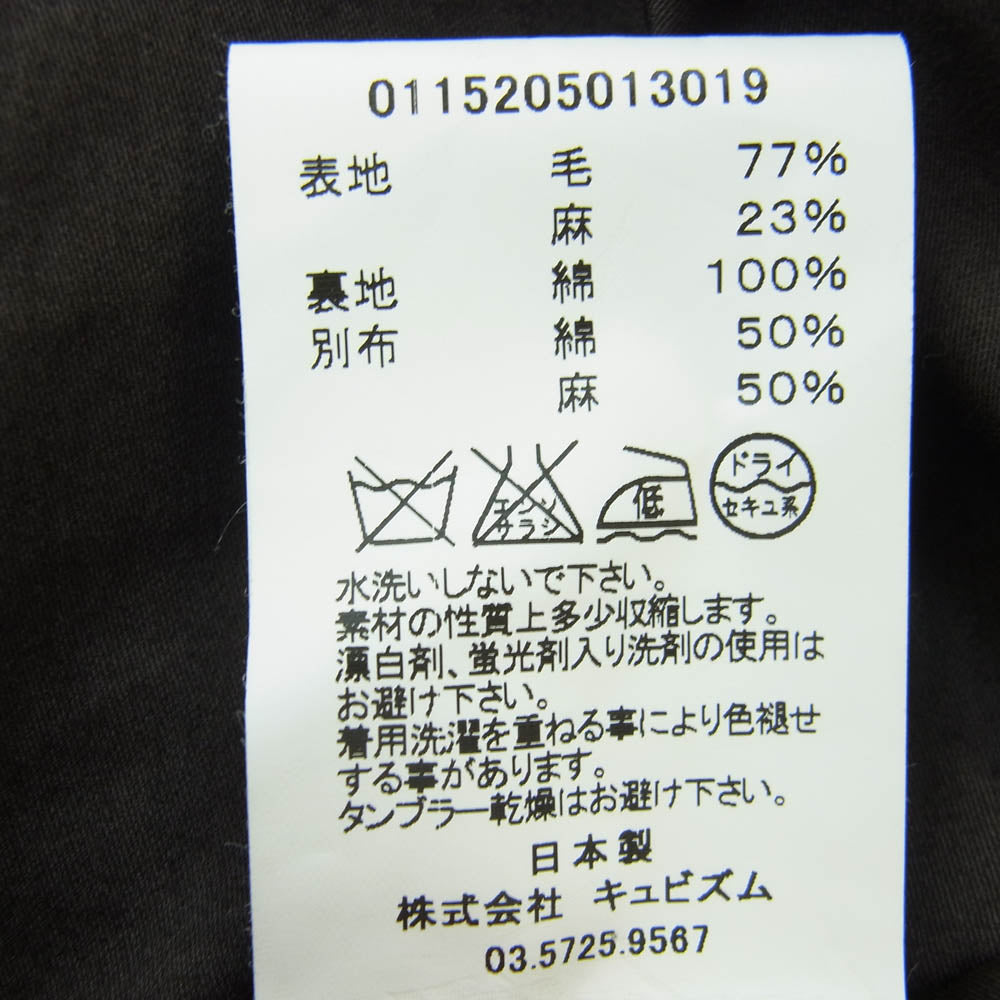 0115205013019
表地 毛 77%
麻 23%
裏地 綿 100%
別布 綿 50%
麻 50%
エンソサラシ 低 ドライ セキユ系
水洗いしないで下さい。
素材の性質上多少収縮します。
漂白剤、蛍光剤入り洗剤の使用は
お避け下さい。
着用洗濯を重ねる事により色褪せ
する事があります。
タンブラー乾燥はお避け下さい。
日本製
株式会社 キュビズム
03.5725.9567